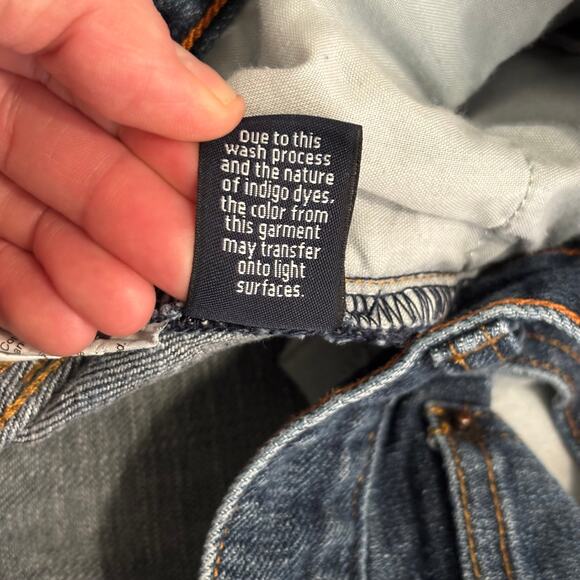 Due to this
wash process
and the nature
of indigo dyes,
the color from
this garment
may transfer
onto light
surfaces.